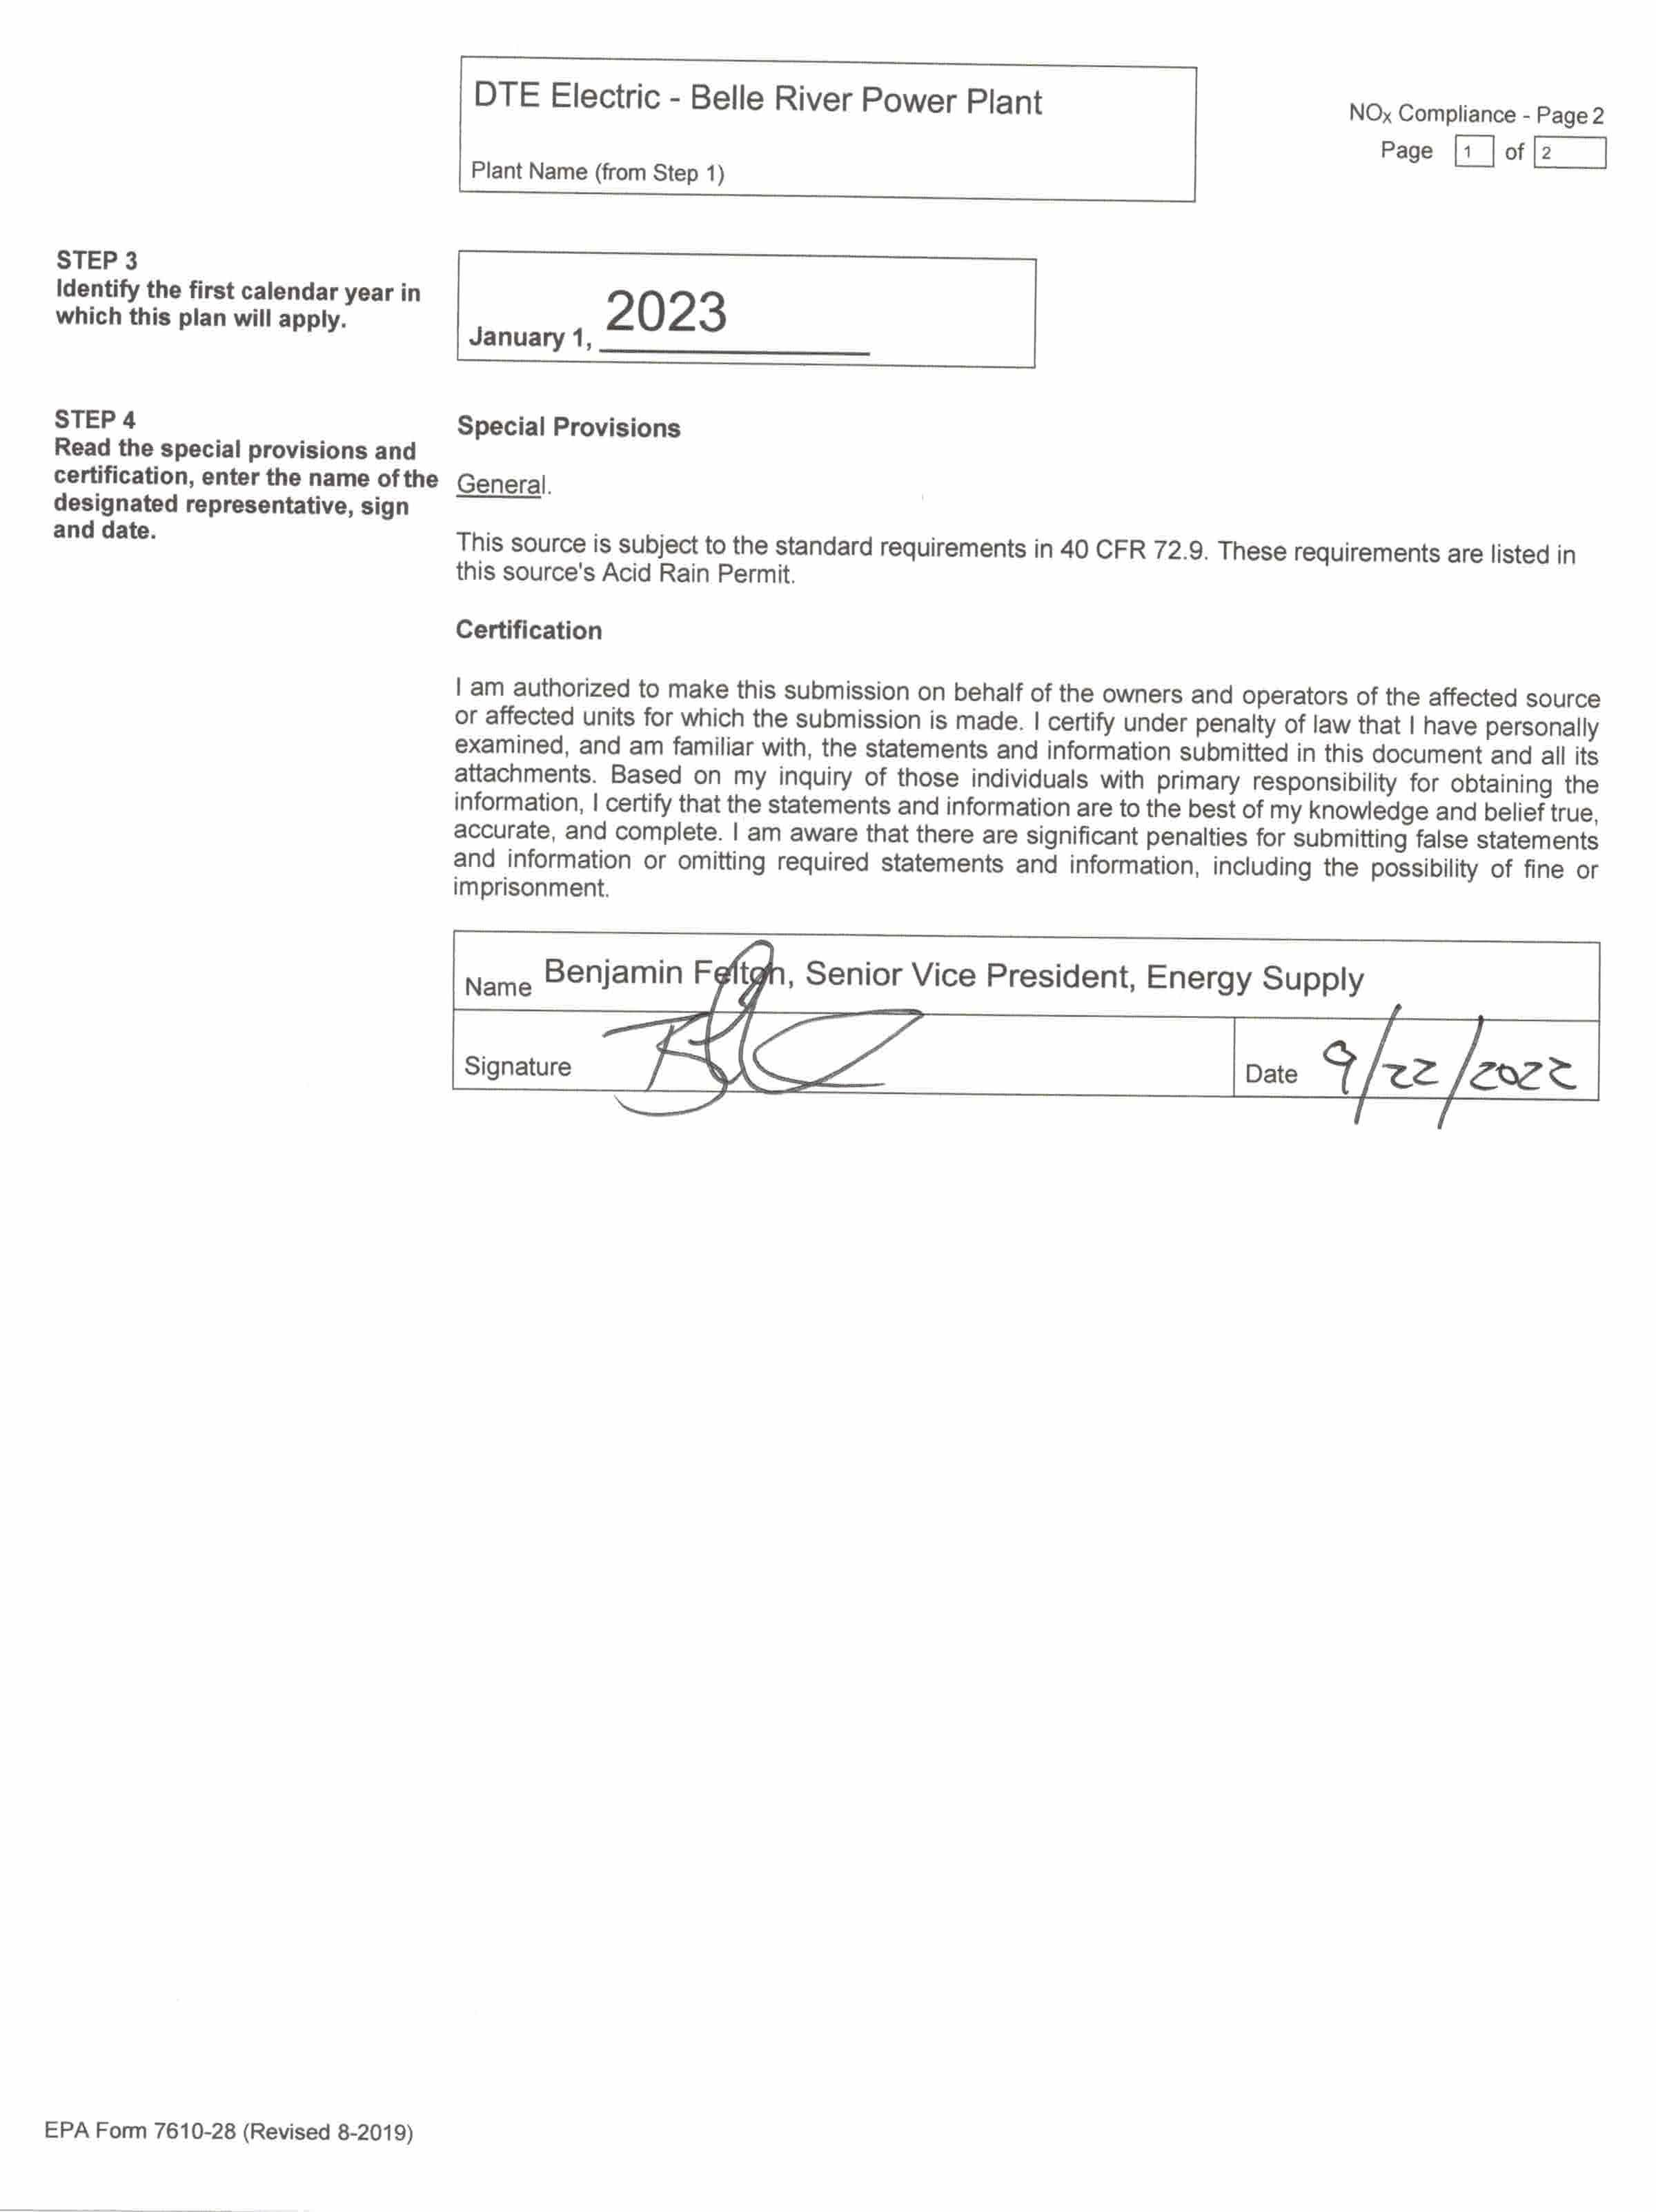 DTE Electric - Belle River Power Plant
Plant Name (from Step 1)
NOx Compliance - Page 2
Page 1 of 2
STEP 3
Identify the first calendar year in
which this plan will apply.
January 1, 2023
STEP 4
Read the special provisions and
certification, enter the name of the
designated representative, sign
and date.
Special Provisions
General.
This source is subject to the standard requirements in 40 CFR 72.9. These requirements are listed in
this source's Acid Rain Permit.
Certification
I am authorized to make this submission on behalf of the owners and operators of the affected source
or affected units for which the submission is made. I certify under penalty of law that I have personally
examined, and am familiar with, the statements and information submitted in this document and all its
attachments. Based on my inquiry of those individuals with primary responsibility for obtaining the
information, I certify that the statements and information are to the best of my knowledge and belief true,
accurate, and complete. I am aware that there are significant penalties for submitting false statements
and information or omitting required statements and information, including the possibility of fine or
imprisonment.
Name Benjamin Felton, Senior Vice President, Energy Supply
Signature
Date 9/22/2022
EPA Form 7610-28 (Revised 8-2019)